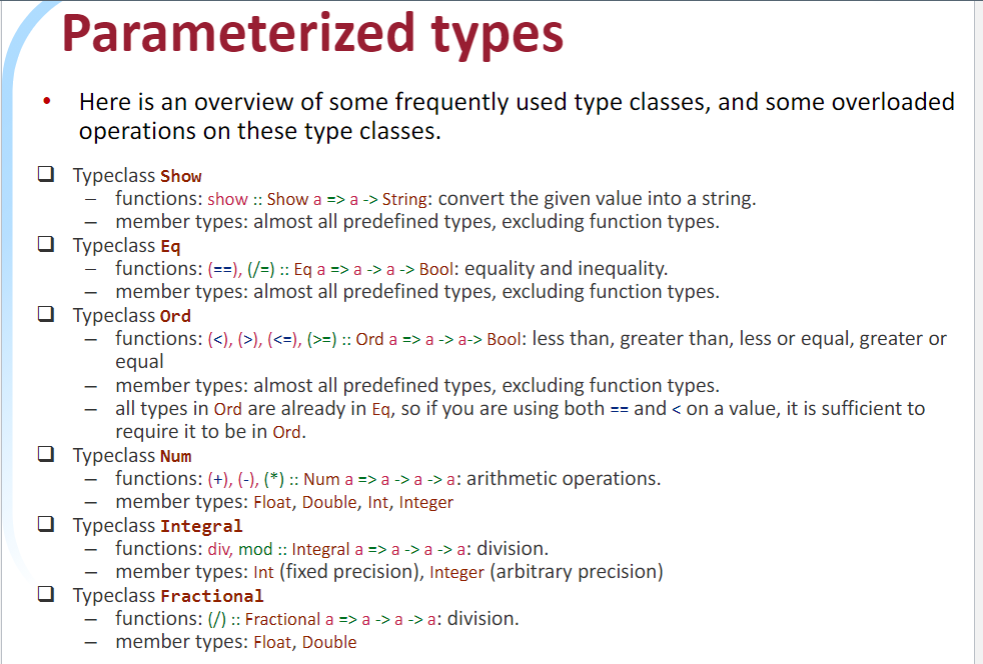 Parameterized types
• Here is an overview of some frequently used type classes, and some overloaded
operations on these type classes.
❑ Typeclass Show
– functions: show :: Show a => a -> String: convert the given value into a string.
– member types: almost all predefined types, excluding function types.
❑ Typeclass Eq
– functions: (==), (/=) :: Eq a => a -> a -> Bool: equality and inequality.
– member types: almost all predefined types, excluding function types.
❑ Typeclass Ord
– functions: (<), (>), (<=), (>=) :: Ord a => a -> a-> Bool: less than, greater than, less or equal, greater or
equal
– member types: almost all predefined types, excluding function types.
– all types in Ord are already in Eq, so if you are using both == and < on a value, it is sufficient to
require it to be in Ord.
❑ Typeclass Num
– functions: (+), (-), (*) :: Num a => a -> a -> a: arithmetic operations.
– member types: Float, Double, Int, Integer
❑ Typeclass Integral
– functions: div, mod :: Integral a => a -> a -> a: division.
– member types: Int (fixed precision), Integer (arbitrary precision)
❑ Typeclass Fractional
– functions: (/) :: Fractional a => a -> a -> a: division.
– member types: Float, Double